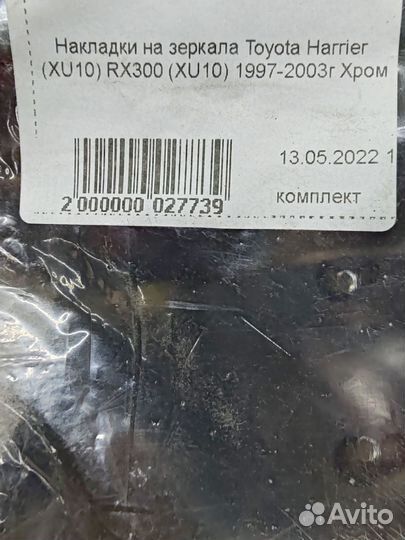 Накладки на зеркала Toyota Harrier
(XU10) RX300 (XU10) 1997-2003г Хром
13.05.2022 1
2 000000 027739
комплект
Avito